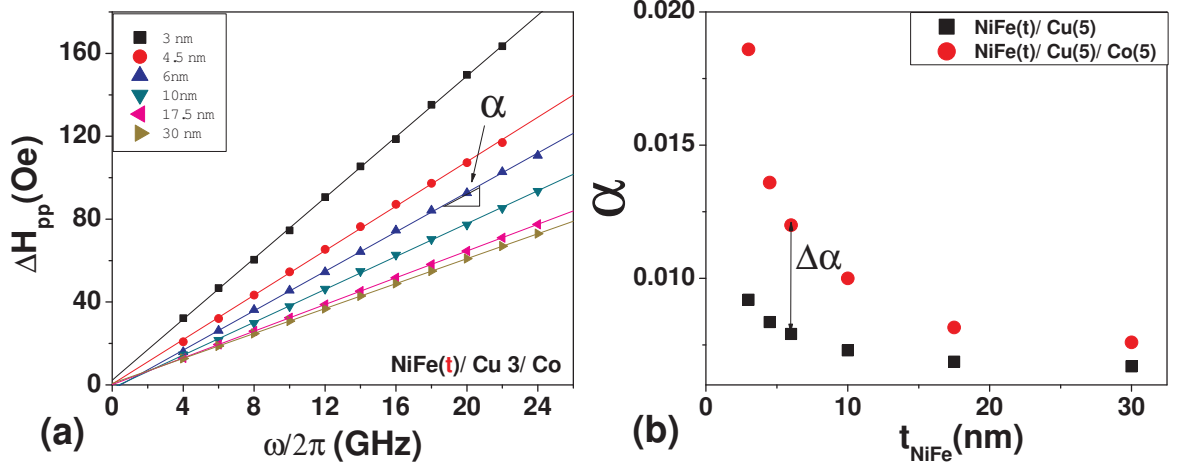 160
120
80
40
0
ΔH_pp(Oe)
3 nm
4.5 nm
6nm
10nm
17.5 nm
30 nm
α
NiFe(t)/ Cu 3/ Co
0 4 8 12 16 20 24
ω/2π (GHz)
(a)
0.020
0.015
0.010
α
NiFe(t)/ Cu(5)
NiFe(t)/ Cu(5)/ Co(5)
Δα
0 10 20 30
t_NiFe(nm)
(b)